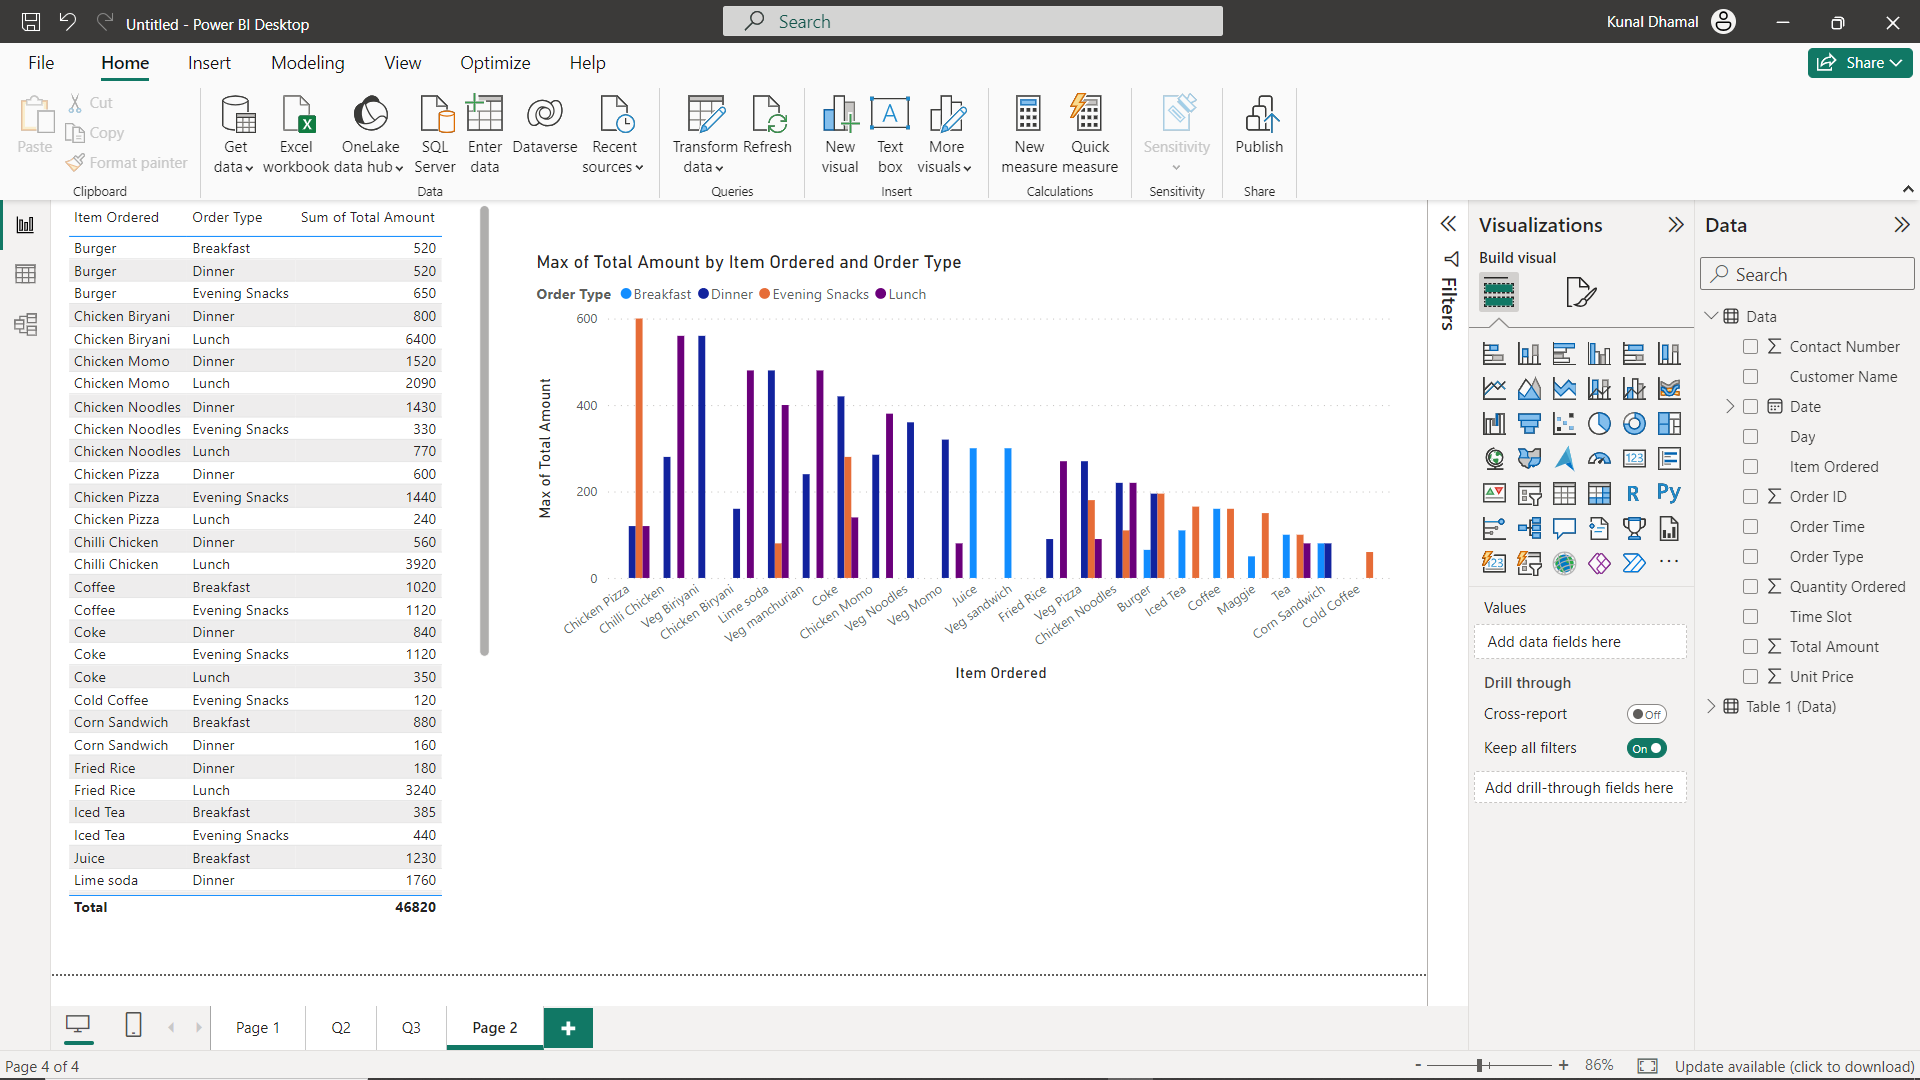 Untitled - Power BI Desktop
Search
Kunal Dhamal
File Home Insert Modeling View Optimize Help
Share
Paste
Cut
Copy
Format painter
Clipboard
Get data
Excel workbook
OneLake data hub
SQL Server
Enter data
Dataverse
Recent sources
Data
Transform data
Refresh
Queries
New visual
Text box
More visuals
Insert
New measure
Quick measure
Calculations
Sensitivity
Sensitivity
Publish
Share
Item Ordered Order Type Sum of Total Amount
Burger Breakfast 520
Burger Dinner 520
Burger Evening Snacks 650
Chicken Biryani Dinner 800
Chicken Biryani Lunch 6400
Chicken Momo Dinner 1520
Chicken Momo Lunch 2090
Chicken Noodles Dinner 1430
Chicken Noodles Evening Snacks 330
Chicken Noodles Lunch 770
Chicken Pizza Dinner 600
Chicken Pizza Evening Snacks 1440
Chicken Pizza Lunch 240
Chilli Chicken Dinner 560
Chilli Chicken Lunch 3920
Coffee Breakfast 1020
Coffee Evening Snacks 1120
Coke Dinner 840
Coke Evening Snacks 1120
Coke Lunch 350
Cold Coffee Evening Snacks 120
Corn Sandwich Breakfast 880
Corn Sandwich Dinner 160
Fried Rice Dinner 180
Fried Rice Lunch 3240
Iced Tea Breakfast 385
Iced Tea Evening Snacks 440
Juice Breakfast 1230
Lime soda Dinner 1760
Total 46820
Max of Total Amount by Item Ordered and Order Type
Order Type Breakfast Dinner Evening Snacks Lunch
Max of Total Amount
600
400
200
0
Chicken Pizza
Chilli Chicken
Veg Biriyani
Chicken Biryani
Lime soda
Veg manchurian
Coke
Chicken Momo
Veg Noodles
Veg Momo
Juice
Veg sandwich
Fried Rice
Veg Pizza
Chicken Noodles
Burger
Iced Tea
Coffee
Maggie
Tea
Corn Sandwich
Cold Coffee
Item Ordered
Filters
Visualizations
Build visual
123
R
Py
123
Values
Add data fields here
Drill through
Cross-report Off
Keep all filters On
Add drill-through fields here
Data
Search
Data
Contact Number
Customer Name
Date
Day
Item Ordered
Order ID
Order Time
Order Type
Quantity Ordered
Time Slot
Total Amount
Unit Price
Table 1 (Data)
Page 1 Q2 Q3 Page 2 +
Page 4 of 4
- + 86%
Update available (click to download)